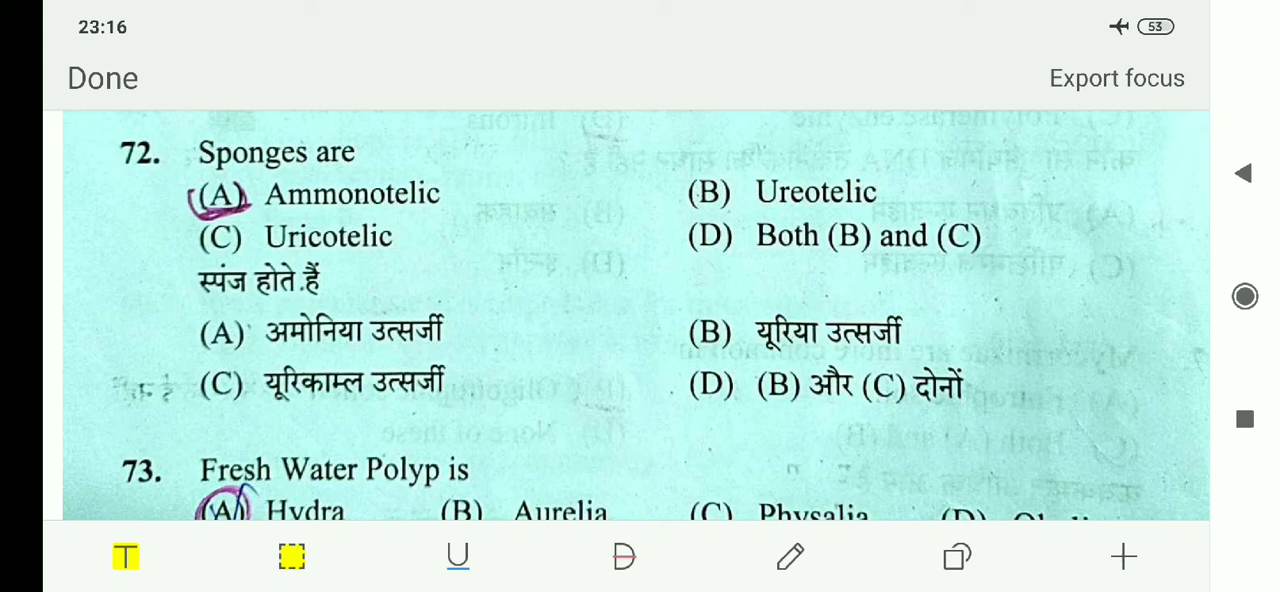 23:16
53
Done
Export focus
72. Sponges are
(A) Ammonotelic (B) Ureotelic
(C) Uricotelic (D) Both (B) and (C)
स्पंज होते हैं
(A) अमोनिया उत्सर्जी (B) यूरिया उत्सर्जी
(C) यूरिकाम्ल उत्सर्जी (D) (B) और (C) दोनों
73. Fresh Water Polyp is
(A) Hydra (B) Aurelia (C) Physalia (D)
T U D